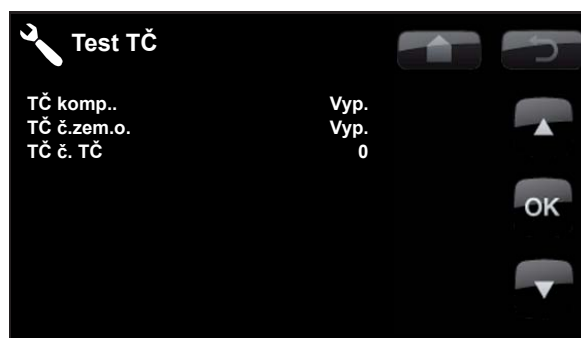 Test TČ
TČ komp.. Vyp.
TČ č.zem.o. Vyp.
TČ č. TČ 0
OK